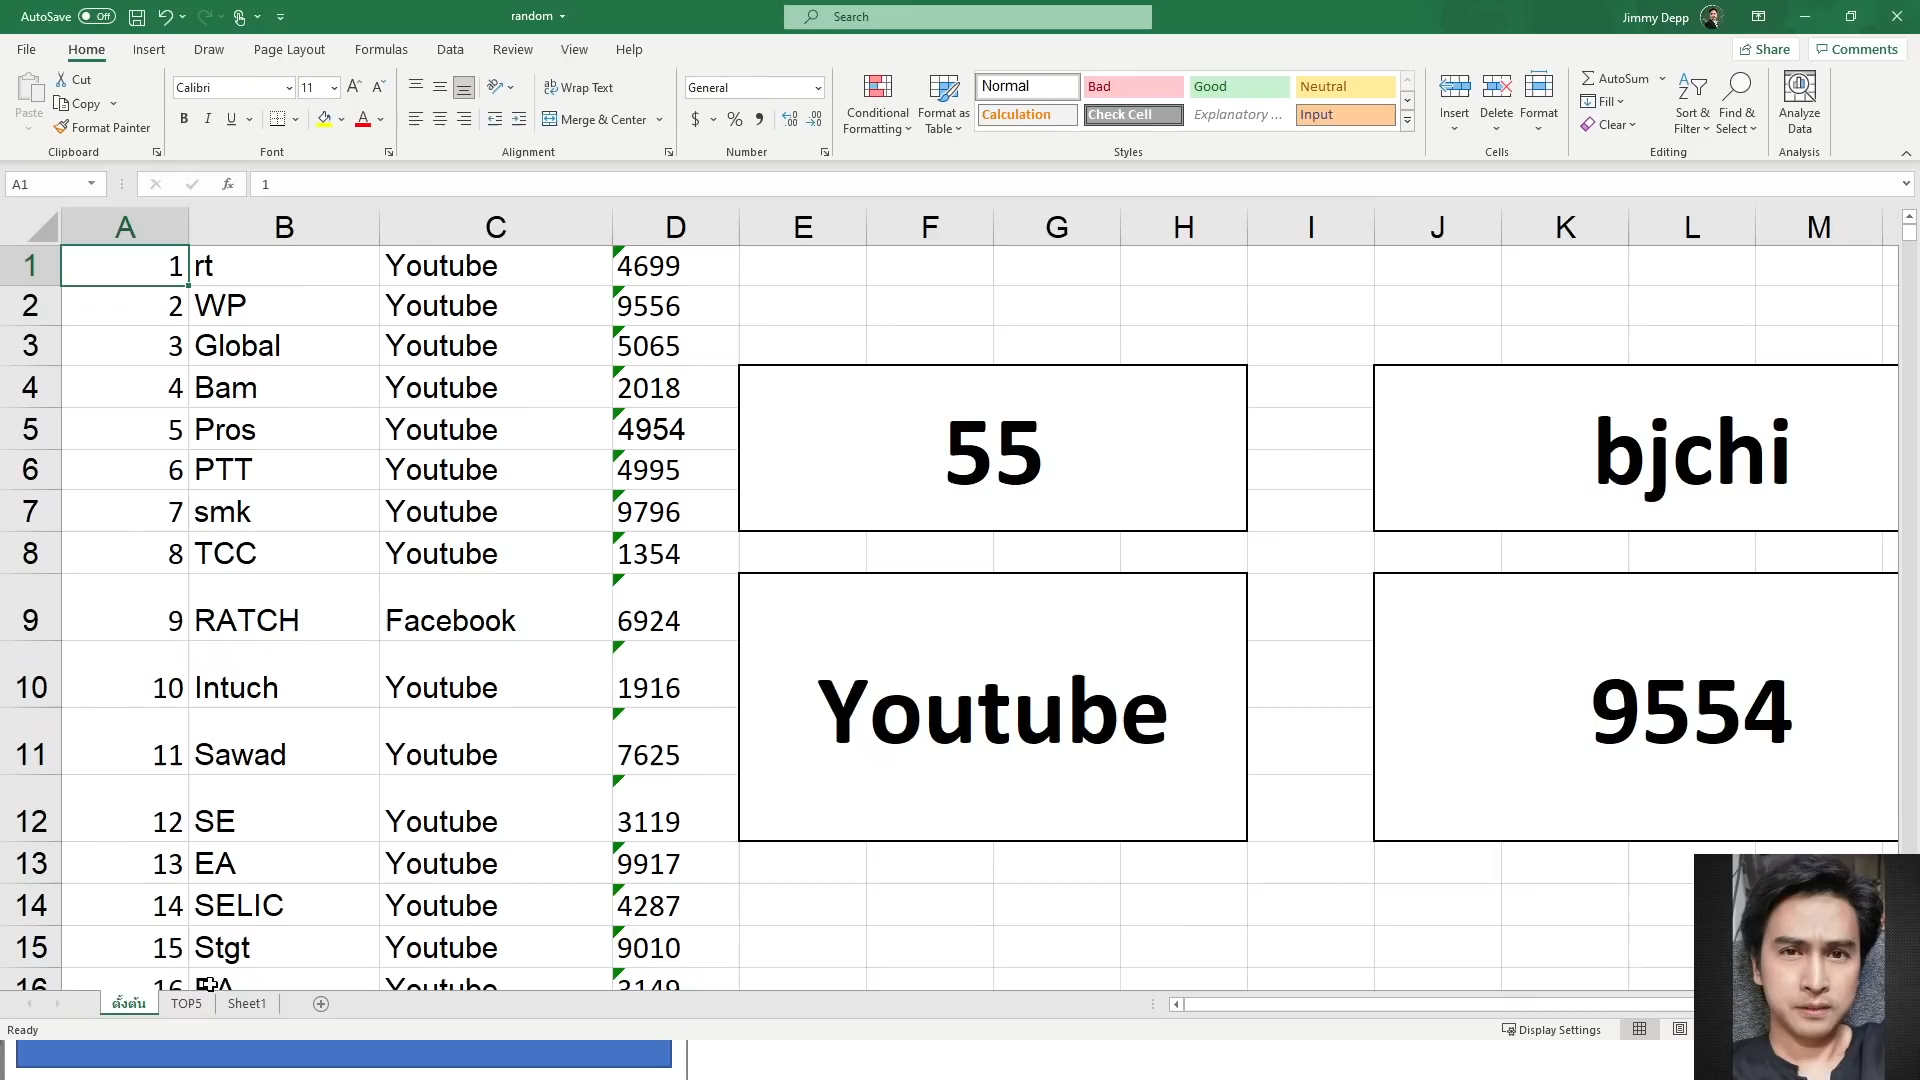 AutoSave Off random Search Jimmy Depp
File Home Insert Draw Page Layout Formulas Data Review View Help Share Comments
Cut Calibri 11 Wrap Text General Normal Bad Good Neutral AutoSum
Paste Copy Conditional Formatting Format as Table Insert Delete Format Fill Sort & Filter Find & Select Analyze Data
Format Painter B I U A Merge & Center $ % Calculation Check Cell Explanatory ... Input Clear
Clipboard Font Alignment Number Styles Cells Editing Analysis
A1 fx 1
A B C D E F G H I J K L M
1 1 rt Youtube 4699
2 2 WP Youtube 9556
3 3 Global Youtube 5065
4 4 Bam Youtube 2018
5 5 Pros Youtube 4954
55 bjchi
6 6 PTT Youtube 4995
7 7 smk Youtube 9796
8 8 TCC Youtube 1354
9 9 RATCH Facebook 6924
10 10 Intuch Youtube 1916
Youtube 9554
11 11 Sawad Youtube 7625
12 12 SE Youtube 3119
13 13 EA Youtube 9917
14 14 SELIC Youtube 4287
15 15 Stgt Youtube 9010
16 16 Youtube 3149
ตั้งต้น TOP5 Sheet1
Ready Display Settings